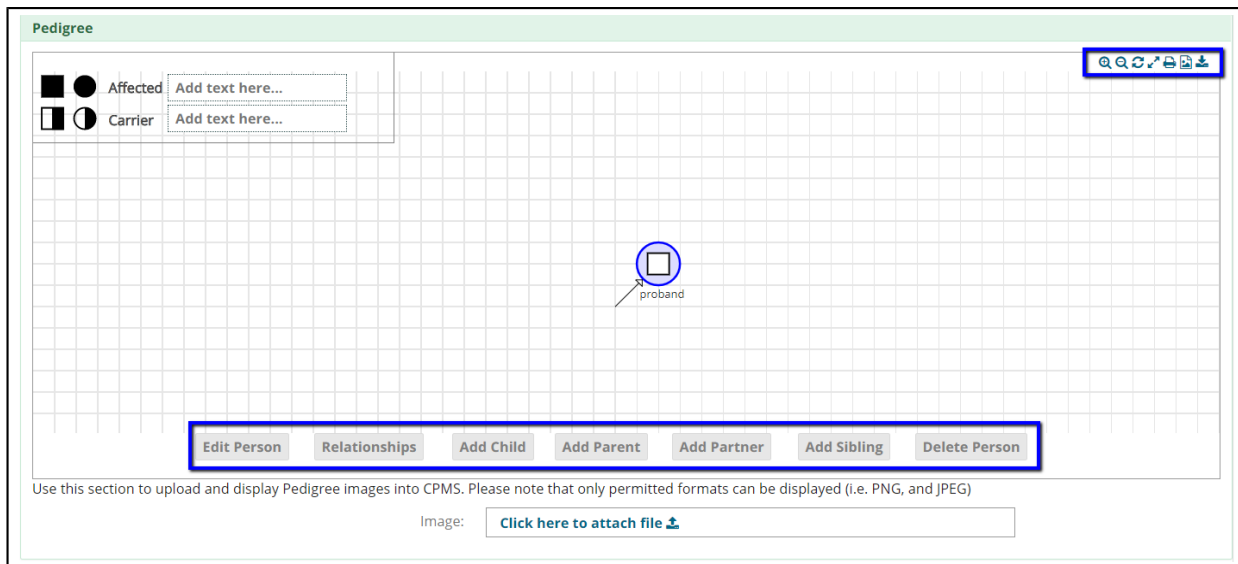 Pedigree
Affected Add text here...
Carrier Add text here...
proband
Edit Person Relationships Add Child Add Parent Add Partner Add Sibling Delete Person
Use this section to upload and display Pedigree images into CPMS. Please note that only permitted formats can be displayed (i.e. PNG, and JPEG)
Image: Click here to attach file